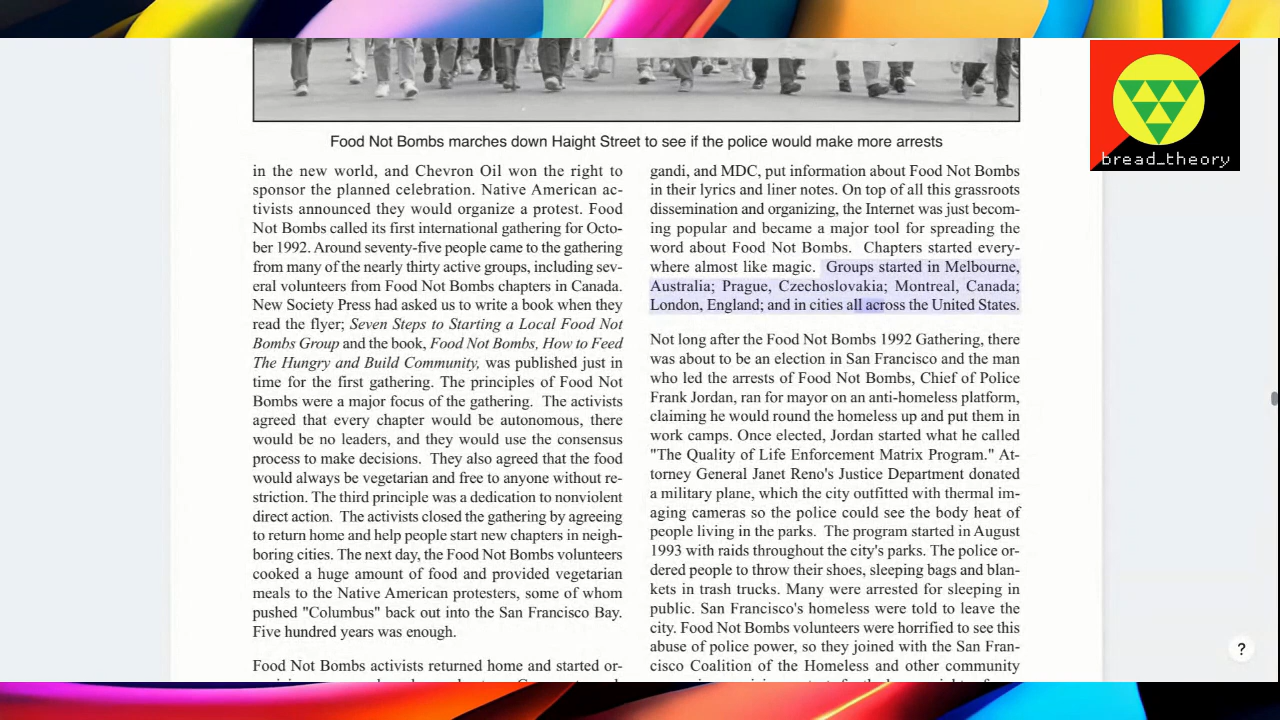 bread_theory
Food Not Bombs marches down Haight Street to see if the police would make more arrests
in the new world, and Chevron Oil won the right to
sponsor the planned celebration. Native American ac-
tivists announced they would organize a protest. Food
Not Bombs called its first international gathering for Octo-
ber 1992. Around seventy-five people came to the gathering
from many of the nearly thirty active groups, including sev-
eral volunteers from Food Not Bombs chapters in Canada.
New Society Press had asked us to write a book when they
read the flyer; Seven Steps to Starting a Local Food Not
Bombs Group and the book, Food Not Bombs, How to Feed
The Hungry and Build Community, was published just in
time for the first gathering. The principles of Food Not
Bombs were a major focus of the gathering. The activists
agreed that every chapter would be autonomous, there
would be no leaders, and they would use the consensus
process to make decisions. They also agreed that the food
would always be vegetarian and free to anyone without re-
striction. The third principle was a dedication to nonviolent
direct action. The activists closed the gathering by agreeing
to return home and help people start new chapters in neigh-
boring cities. The next day, the Food Not Bombs volunteers
cooked a huge amount of food and provided vegetarian
meals to the Native American protesters, some of whom
pushed "Columbus" back out into the San Francisco Bay.
Five hundred years was enough.
Food Not Bombs activists returned home and started or-
gandi, and MDC, put information about Food Not Bombs
in their lyrics and liner notes. On top of all this grassroots
dissemination and organizing, the Internet was just becom-
ing popular and became a major tool for spreading the
word about Food Not Bombs. Chapters started every-
where almost like magic. Groups started in Melbourne,
Australia; Prague, Czechoslovakia; Montreal, Canada;
London, England; and in cities all across the United States.
Not long after the Food Not Bombs 1992 Gathering, there
was about to be an election in San Francisco and the man
who led the arrests of Food Not Bombs, Chief of Police
Frank Jordan, ran for mayor on an anti-homeless platform,
claiming he would round the homeless up and put them in
work camps. Once elected, Jordan started what he called
"The Quality of Life Enforcement Matrix Program." At-
torney General Janet Reno's Justice Department donated
a military plane, which the city outfitted with thermal im-
aging cameras so the police could see the body heat of
people living in the parks. The program started in August
1993 with raids throughout the city's parks. The police or-
dered people to throw their shoes, sleeping bags and blan-
kets in trash trucks. Many were arrested for sleeping in
public. San Francisco's homeless were told to leave the
city. Food Not Bombs volunteers were horrified to see this
abuse of police power, so they joined with the San Fran-
cisco Coalition of the Homeless and other community
?